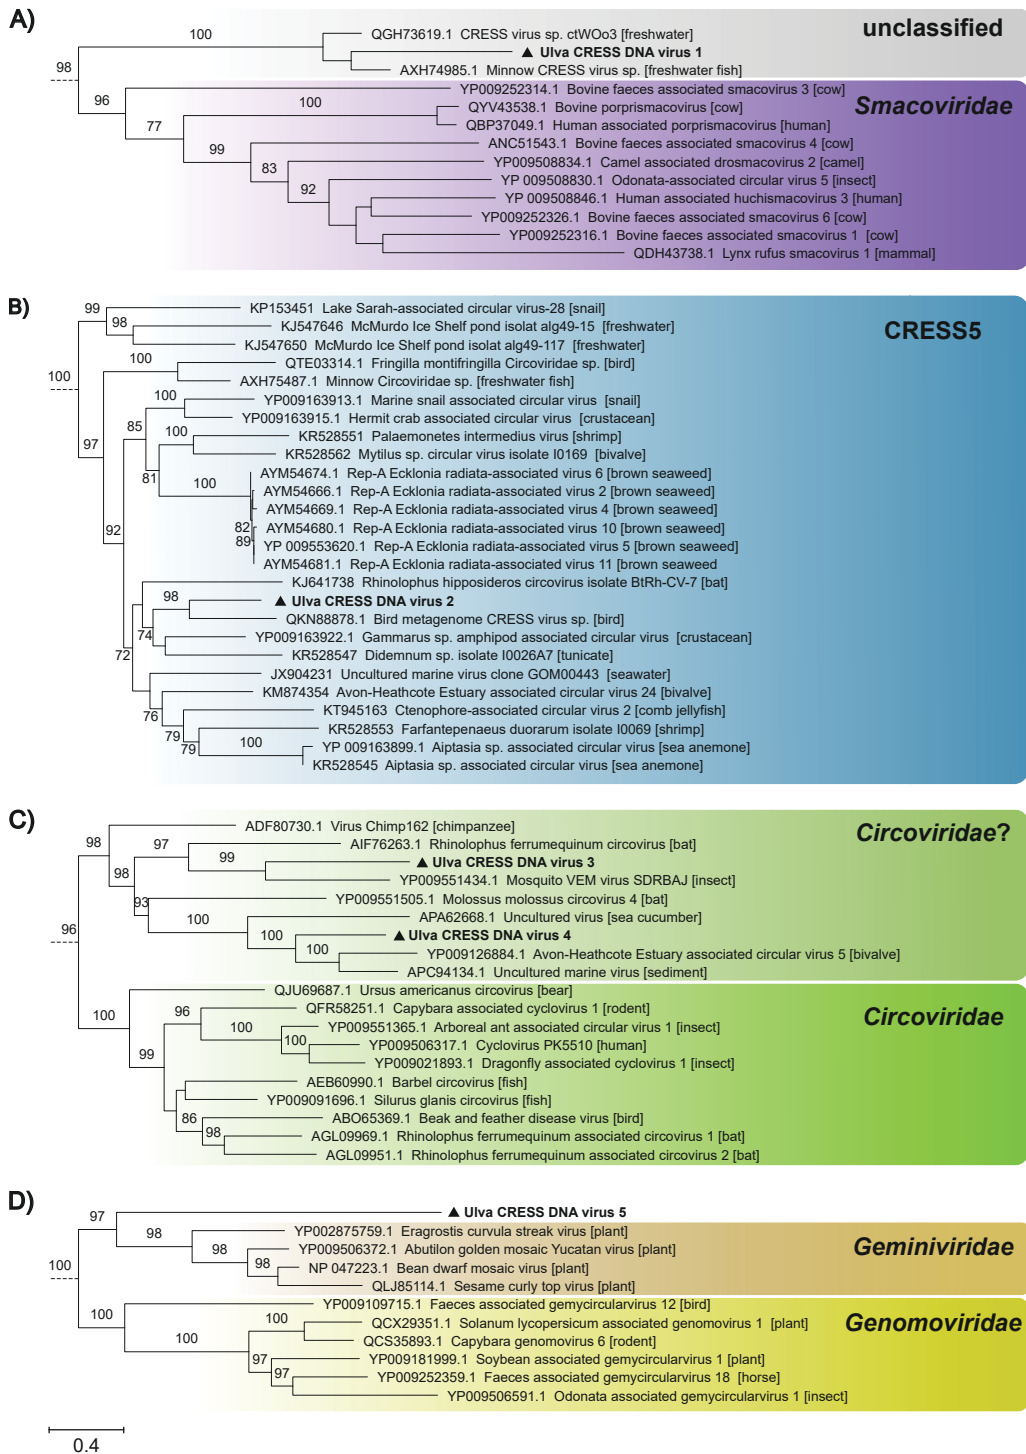 A)
unclassified
100
QGH73619.1 CRESS virus sp. ctWOo3 [freshwater]
▲ Ulva CRESS DNA virus 1
98
AXH74985.1 Minnow CRESS virus sp. [freshwater fish]
YP009252314.1 Bovine faeces associated smacovirus 3 [cow]
Smacoviridae
96
100
QYV43538.1 Bovine porprismacovirus [cow]
QBP37049.1 Human associated porprismacovirus [human]
77
ANC51543.1 Bovine faeces associated smacovirus 4 [cow]
99
YP009508834.1 Camel associated drosmacovirus 2 [camel]
83
YP 009508830.1 Odonata-associated circular virus 5 [insect]
92
YP 009508846.1 Human associated huchismacovirus 3 [human]
YP009252326.1 Bovine faeces associated smacovirus 6 [cow]
YP009252316.1 Bovine faeces associated smacovirus 1 [cow]
QDH43738.1 Lynx rufus smacovirus 1 [mammal]
B)
CRESS5
99
KP153451 Lake Sarah-associated circular virus-28 [snail]
98
KJ547646 McMurdo Ice Shelf pond isolat alg49-15 [freshwater]
KJ547650 McMurdo Ice Shelf pond isolat alg49-117 [freshwater]
100
QTE03314.1 Fringilla montifringilla Circoviridae sp. [bird]
100
AXH75487.1 Minnow Circoviridae sp. [freshwater fish]
100
YP009163913.1 Marine snail associated circular virus [snail]
YP009163915.1 Hermit crab associated circular virus [crustacean]
85
100
KR528551 Palaemonetes intermedius virus [shrimp]
97
KR528562 Mytilus sp. circular virus isolate I0169 [bivalve]
81
AYM54674.1 Rep-A Ecklonia radiata-associated virus 6 [brown seaweed]
100
AYM54666.1 Rep-A Ecklonia radiata-associated virus 2 [brown seaweed]
AYM54669.1 Rep-A Ecklonia radiata-associated virus 4 [brown seaweed]
92
82
AYM54680.1 Rep-A Ecklonia radiata-associated virus 10 [brown seaweed]
89
YP 009553620.1 Rep-A Ecklonia radiata-associated virus 5 [brown seaweed]
AYM54681.1 Rep-A Ecklonia radiata-associated virus 11 [brown seaweed
KJ641738 Rhinolophus hipposideros circovirus isolate BtRh-CV-7 [bat]
98
▲ Ulva CRESS DNA virus 2
QKN88878.1 Bird metagenome CRESS virus sp. [bird]
74
YP009163922.1 Gammarus sp. amphipod associated circular virus [crustacean]
72
KR528547 Didemnum sp. isolate I0026A7 [tunicate]
JX904231 Uncultured marine virus clone GOM00443 [seawater]
KM874354 Avon-Heathcote Estuary associated circular virus 24 [bivalve]
76
KT945163 Ctenophore-associated circular virus 2 [comb jellyfish]
79
KR528553 Farfantepenaeus duorarum isolate I0069 [shrimp]
79
100
YP 009163899.1 Aiptasia sp. associated circular virus [sea anemone]
KR528545 Aiptasia sp. associated circular virus [sea anemone]
C)
Circoviridae?
98
ADF80730.1 Virus Chimp162 [chimpanzee]
97
AIF76263.1 Rhinolophus ferrumequinum circovirus [bat]
99
▲ Ulva CRESS DNA virus 3
98
YP009551434.1 Mosquito VEM virus SDRBAJ [insect]
93
YP009551505.1 Molossus molossus circovirus 4 [bat]
100
APA62668.1 Uncultured virus [sea cucumber]
96
100
▲ Ulva CRESS DNA virus 4
100
YP009126884.1 Avon-Heathcote Estuary associated circular virus 5 [bivalve]
APC94134.1 Uncultured marine virus [sediment]
QJU69687.1 Ursus americanus circovirus [bear]
Circoviridae
100
96
QFR58251.1 Capybara associated cyclovirus 1 [rodent]
100
YP009551365.1 Arboreal ant associated circular virus 1 [insect]
100
YP009506317.1 Cyclovirus PK5510 [human]
99
YP009021893.1 Dragonfly associated cyclovirus 1 [insect]
AEB60990.1 Barbel circovirus [fish]
YP009091696.1 Silurus glanis circovirus [fish]
86
ABO65369.1 Beak and feather disease virus [bird]
98
AGL09969.1 Rhinolophus ferrumequinum associated circovirus 1 [bat]
AGL09951.1 Rhinolophus ferrumequinum associated circovirus 2 [bat]
D)
97
▲ Ulva CRESS DNA virus 5
98
YP002875759.1 Eragrostis curvula streak virus [plant]
Geminiviridae
98
YP009506372.1 Abutilon golden mosaic Yucatan virus [plant]
98
NP 047223.1 Bean dwarf mosaic virus [plant]
100
QLJ85114.1 Sesame curly top virus [plant]
YP009109715.1 Faeces associated gemycircularvirus 12 [bird]
Genomoviridae
100
100
QCX29351.1 Solanum lycopersicum associated genomovirus 1 [plant]
100
QCS35893.1 Capybara genomovirus 6 [rodent]
97
YP009181999.1 Soybean associated gemycircularvirus 1 [plant]
97
YP009252359.1 Faeces associated gemycircularvirus 18 [horse]
YP009506591.1 Odonata associated gemycircularvirus 1 [insect]
0.4